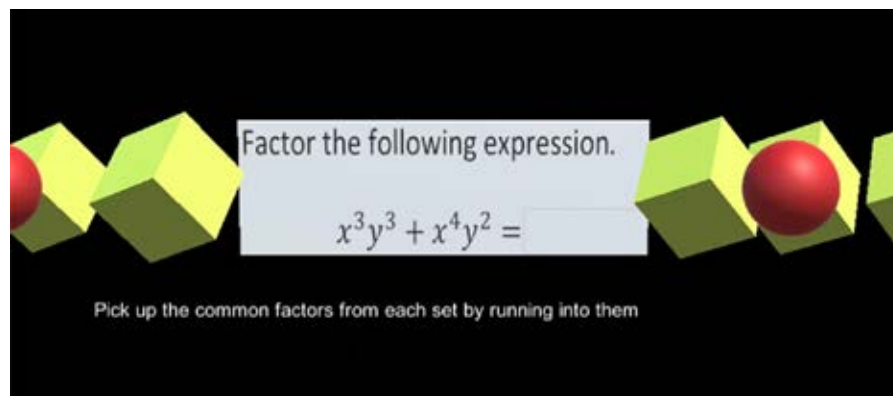 Factor the following expression.
x³y³ + x⁴y² =
Pick up the common factors from each set by running into them